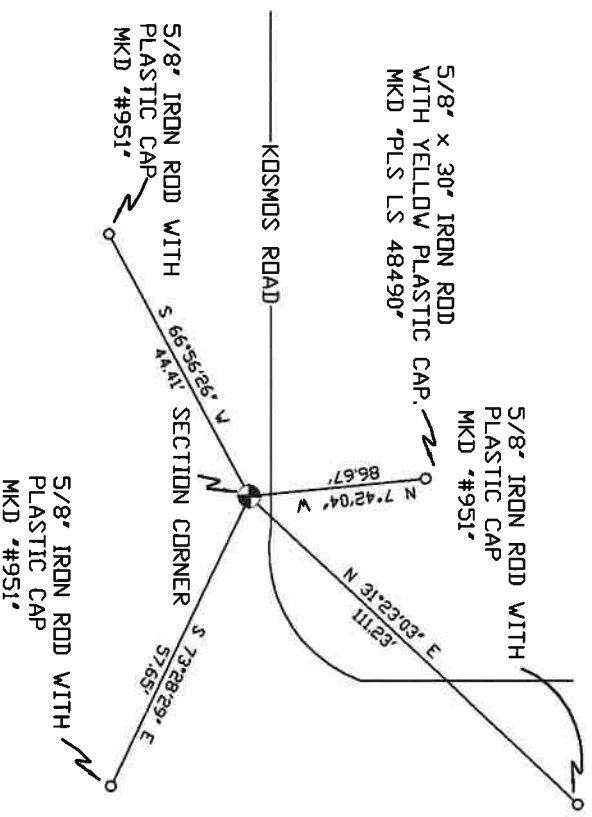 5/8" IRON ROD WITH
PLASTIC CAP
MKD "#951"
5/8" x 30" IRON ROD
WITH YELLOW PLASTIC CAP.
MKD "PLS LS 48490"
5/8" IRON ROD WITH
PLASTIC CAP
MKD "#951"
KOSMOS ROAD
N 7°42'04" W
86.67'
N 31°23'03" E
111.23'
S 66°56'26" W
44.41'
SECTION CORNER
S 73°28'29" E
57.65'
5/8" IRON ROD WITH
PLASTIC CAP
MKD "#951"